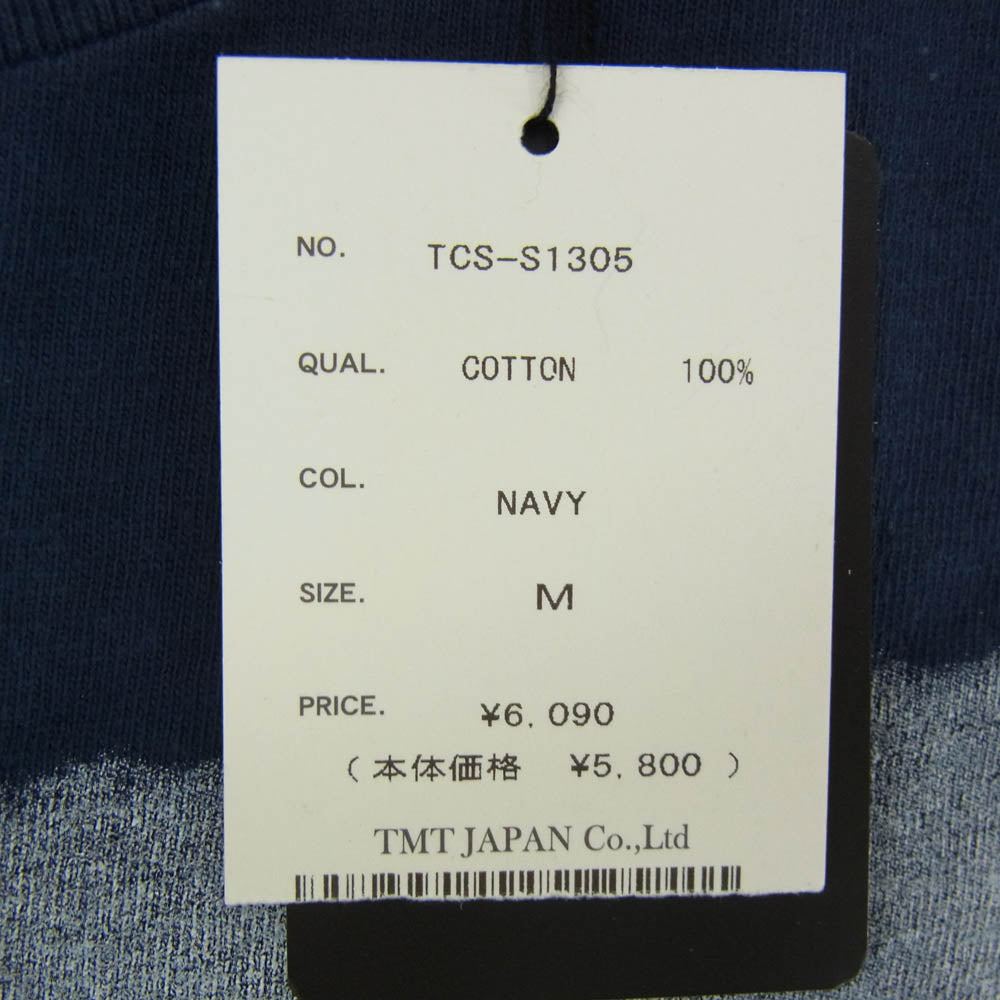 NO. TCS-S1305
QUAL. COTTON 100%
COL. NAVY
SIZE. M
PRICE. ¥6,090
(本体価格 ¥5,800)
TMT JAPAN Co.,Ltd